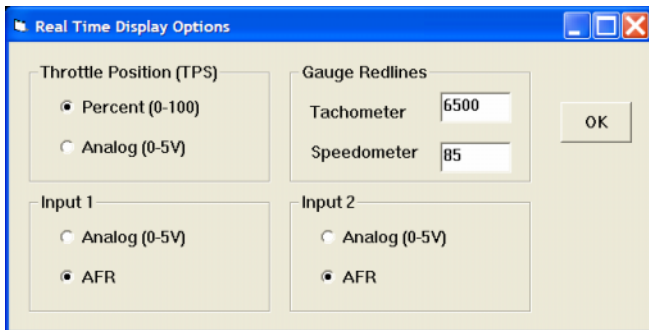 Real Time Display Options
Throttle Position (TPS)
Percent (0-100)
Analog (0-5V)
Gauge Redlines
Tachometer 6500
Speedometer 85
OK
Input 1
Analog (0-5V)
AFR
Input 2
Analog (0-5V)
AFR